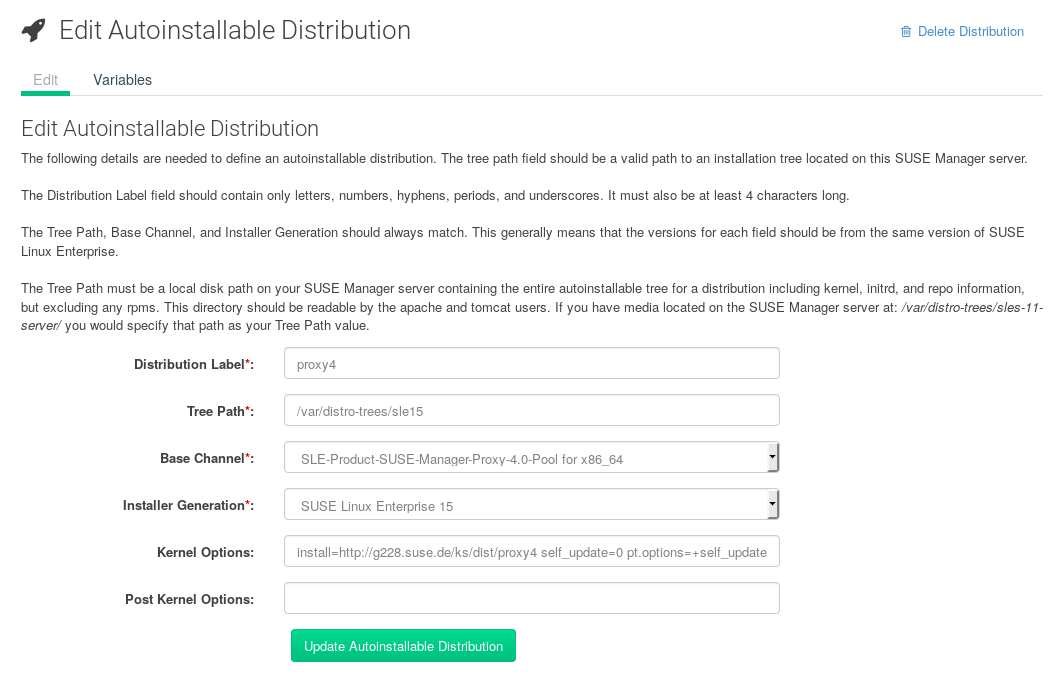 Edit Autoinstallable Distribution
Delete Distribution
Edit
Variables
Edit Autoinstallable Distribution
The following details are needed to define an autoinstallable distribution. The tree path field should be a valid path to an installation tree located on this SUSE Manager server.
The Distribution Label field should contain only letters, numbers, hyphens, periods, and underscores. It must also be at least 4 characters long.
The Tree Path, Base Channel, and Installer Generation should always match. This generally means that the versions for each field should be from the same version of SUSE
Linux Enterprise.
The Tree Path must be a local disk path on your SUSE Manager server containing the entire autoinstallable tree for a distribution including kernel, initrd, and repo information,
but excluding any rpms. This directory should be readable by the apache and tomcat users. If you have media located on the SUSE Manager server at: /var/distro-trees/sles-11-
server/ you would specify that path as your Tree Path value.
Distribution Label*: proxy4
Tree Path*: /var/distro-trees/sle15
Base Channel*: SLE-Product-SUSE-Manager-Proxy-4.0-Pool for x86_64
Installer Generation*: SUSE Linux Enterprise 15
Kernel Options: install=http://g228.suse.de/ks/dist/proxy4 self_update=0 pt.options=+self_update
Post Kernel Options:
Update Autoinstallable Distribution